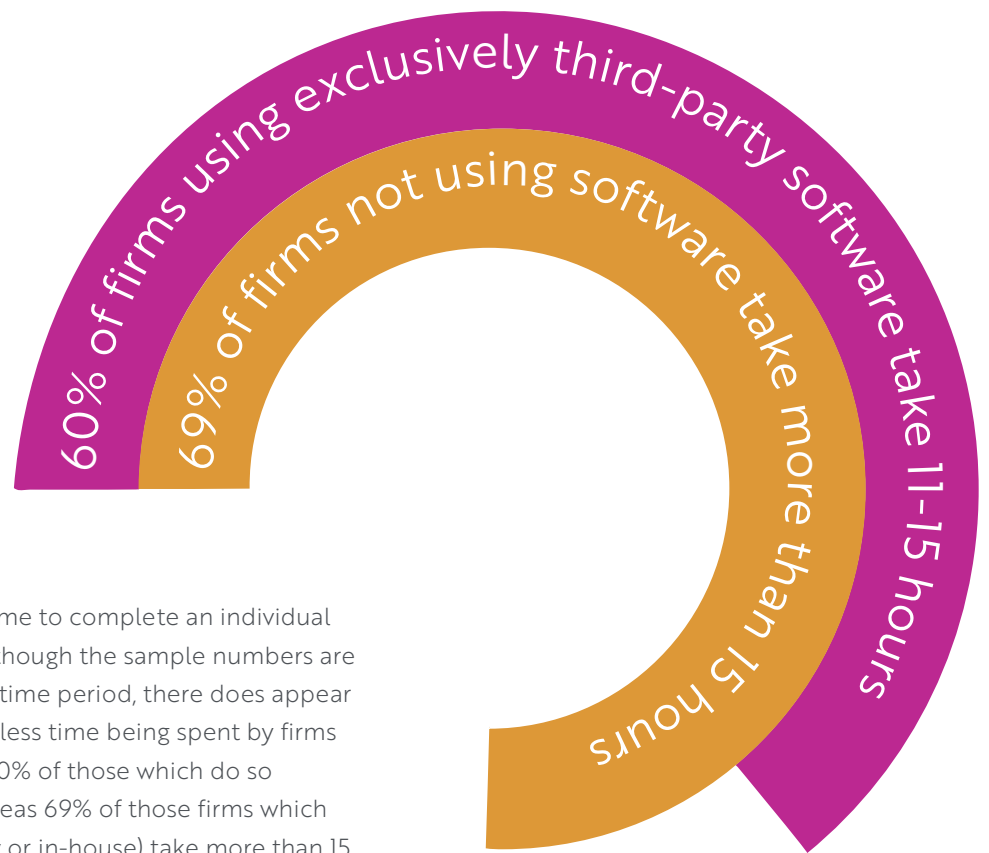 60% of firms using exclusively third-party software take 11-15 hours
69% of firms not using software take more than 15 hours
to complete an individual
though the sample numbers are
time period, there does appear
less time being spent by firms
0% of those which do so
69% of those firms which
or in-house) take more than 15